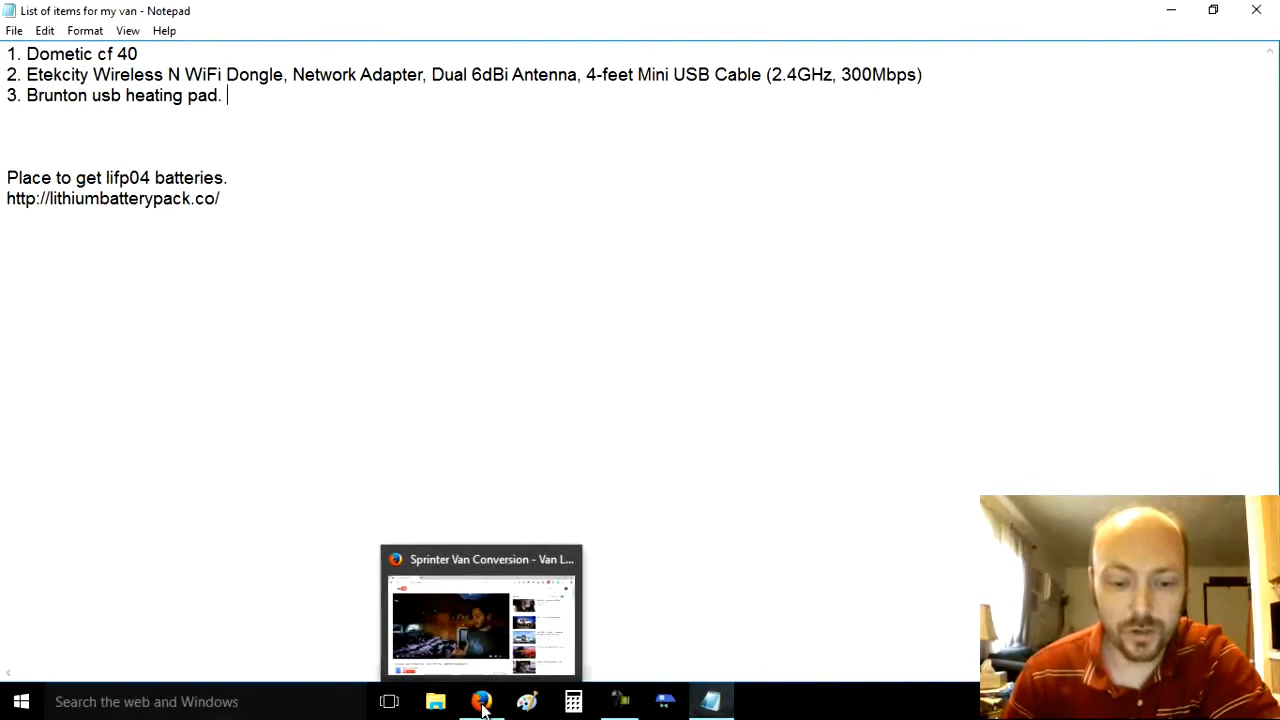 List of items for my van - Notepad
File Edit Format View Help
1. Dometic cf 40
2. Etekcity Wireless N WiFi Dongle, Network Adapter, Dual 6dBi Antenna, 4-feet Mini USB Cable (2.4GHz, 300Mbps)
3. Brunton usb heating pad.
Place to get lifp04 batteries.
http://lithiumbatterypack.co/
Sprinter Van Conversion - Van L...
Search the web and Windows